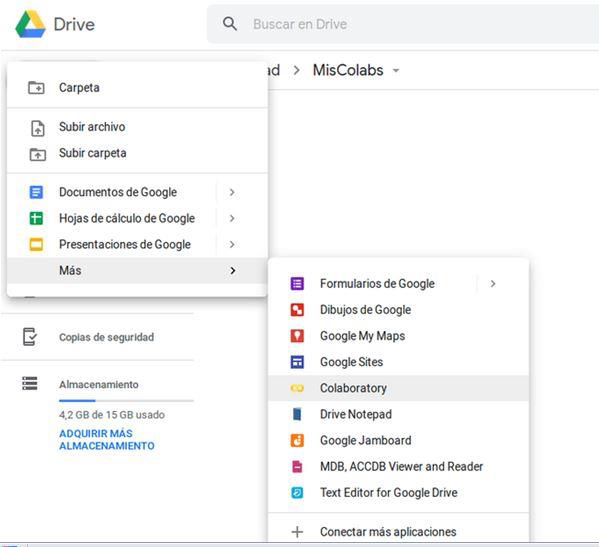 Drive
Buscar en Drive
ad > MisColabs
Carpeta
Subir archivo
Subir carpeta
Documentos de Google
Hojas de cálculo de Google
Presentaciones de Google
Más
Formularios de Google
Dibujos de Google
Google My Maps
Google Sites
Colaboratory
Drive Notepad
Google Jamboard
MDB, ACCDB Viewer and Reader
Text Editor for Google Drive
Conectar más aplicaciones
Copias de seguridad
Almacenamiento
4,2 GB de 15 GB usado
ADQUIRIR MÁS
ALMACENAMIENTO